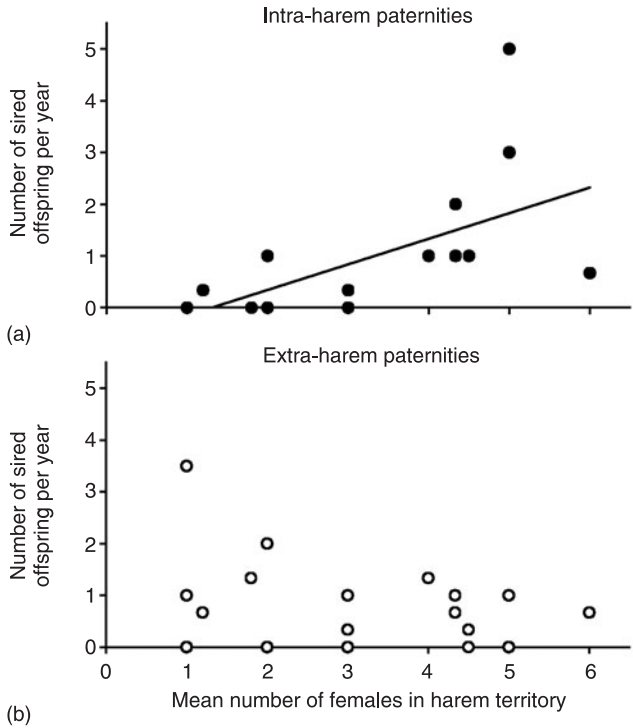 Intra-harem paternities
Number of sired
offspring per year
5
4
3
2
1
0
(a)
Extra-harem paternities
Number of sired
offspring per year
5
4
3
2
1
0
0 1 2 3 4 5 6
Mean number of females in harem territory
(b)